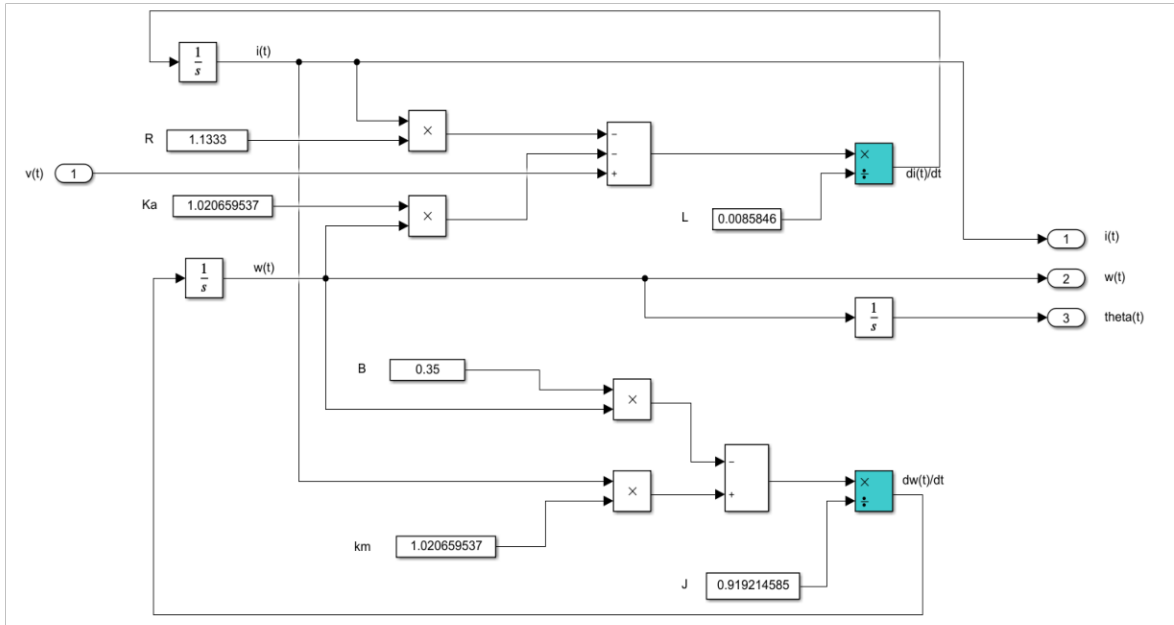 1/s
i(t)
×
R
1.1333
−
−
+
×
÷
di(t)/dt
v(t)
1
Ka
1.020659537
×
L
0.0085846
1
i(t)
1/s
w(t)
2
w(t)
1/s
3
theta(t)
B
0.35
×
−
+
×
÷
dw(t)/dt
×
km
1.020659537
J
0.919214585